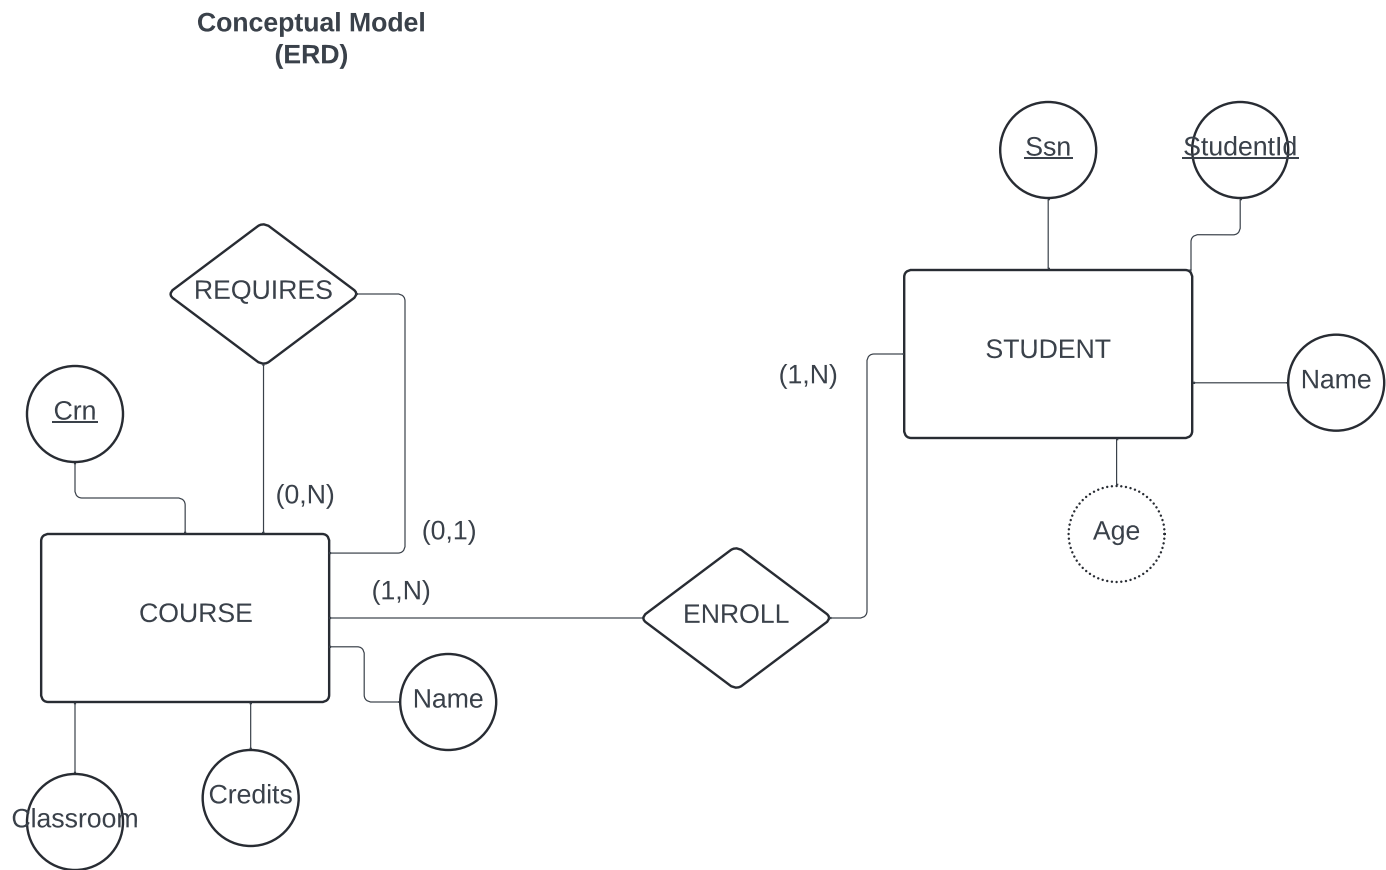 Conceptual Model
(ERD)
Ssn
StudentId
REQUIRES
STUDENT
(1,N)
Name
Crn
(0,N)
(0,1)
Age
(1,N)
COURSE
ENROLL
Name
Credits
Classroom